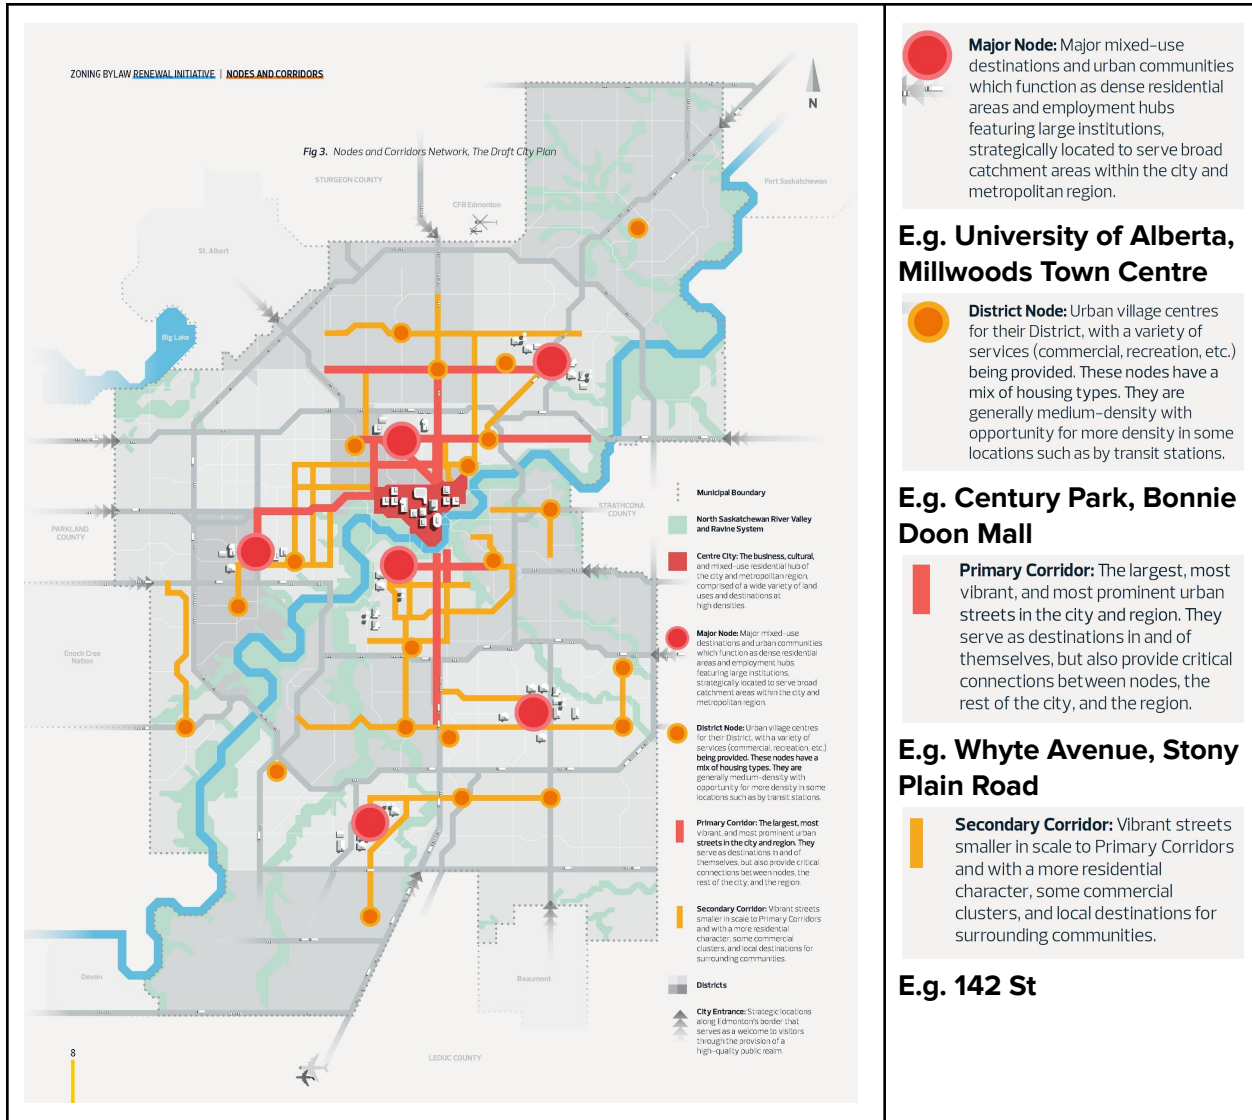 ZONING BYLAW RENEWAL INITIATIVE | NODES AND CORRIDORS
N
Fig 3. Nodes and Corridors Network, The Draft City Plan
STURGEON COUNTY
CFB Edmonton
Fort Saskatchewan
St. Albert
Big Lake
PARKLAND
COUNTY
STRATHCONA
COUNTY
Enoch Cree
Nation
Devon
Beaumont
LEDUC COUNTY
8
Municipal Boundary
North Saskatchewan River Valley
and Ravine System
Centre City: The business, cultural,
and mixed-use residential hub of
the city and metropolitan region,
comprised of a wide variety of land
uses and destinations at
high densities.
Major Node: Major mixed-use
destinations and urban communities
which function as dense residential
areas and employment hubs
featuring large institutions,
strategically located to serve broad
catchment areas within the city and
metropolitan region.
District Node: Urban village centres
for their District, with a variety of
services (commercial, recreation, etc.)
being provided. These nodes have a
mix of housing types. They are
generally medium-density with
opportunity for more density in some
locations such as by transit stations.
Primary Corridor: The largest, most
vibrant, and most prominent urban
streets in the city and region. They
serve as destinations in and of
themselves, but also provide critical
connections between nodes, the
rest of the city, and the region.
Secondary Corridor: Vibrant streets
smaller in scale to Primary Corridors
and with a more residential
character, some commercial
clusters, and local destinations for
surrounding communities.
Districts
City Entrance: Strategic locations
along Edmonton's border that
serves as a welcome to visitors
through the provision of a
high-quality public realm.
Major Node: Major mixed-use
destinations and urban communities
which function as dense residential
areas and employment hubs
featuring large institutions,
strategically located to serve broad
catchment areas within the city and
metropolitan region.
E.g. University of Alberta,
Millwoods Town Centre
District Node: Urban village centres
for their District, with a variety of
services (commercial, recreation, etc.)
being provided. These nodes have a
mix of housing types. They are
generally medium-density with
opportunity for more density in some
locations such as by transit stations.
E.g. Century Park, Bonnie
Doon Mall
Primary Corridor: The largest, most
vibrant, and most prominent urban
streets in the city and region. They
serve as destinations in and of
themselves, but also provide critical
connections between nodes, the
rest of the city, and the region.
E.g. Whyte Avenue, Stony
Plain Road
Secondary Corridor: Vibrant streets
smaller in scale to Primary Corridors
and with a more residential
character, some commercial
clusters, and local destinations for
surrounding communities.
E.g. 142 St